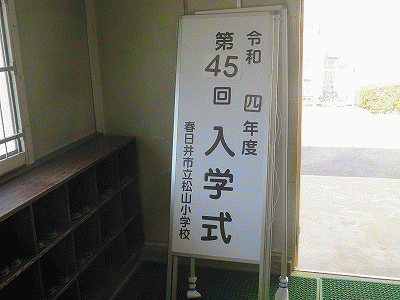 令和 四年度
第45回 入学式
春日井市立松山小学校